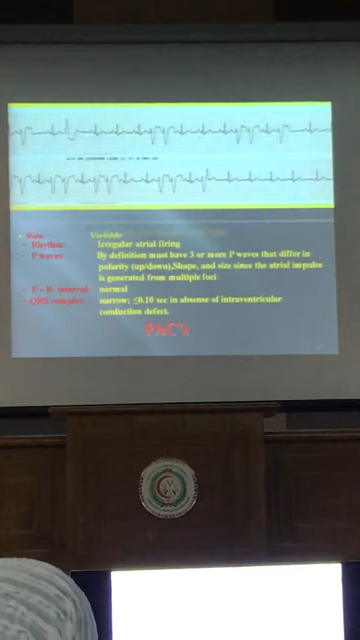 Rate Variable
Rhythm: Irregular atrial firing
P waves By definition must have 3 or more P waves that differ in
polarity (up/down),Shape, and size since the atrial impulse
is generated from multiple foci
P - R interval: normal
QRS complex: narrow; ≤0.10 sec in absense of intraventricular
conduction defect.
PAC's